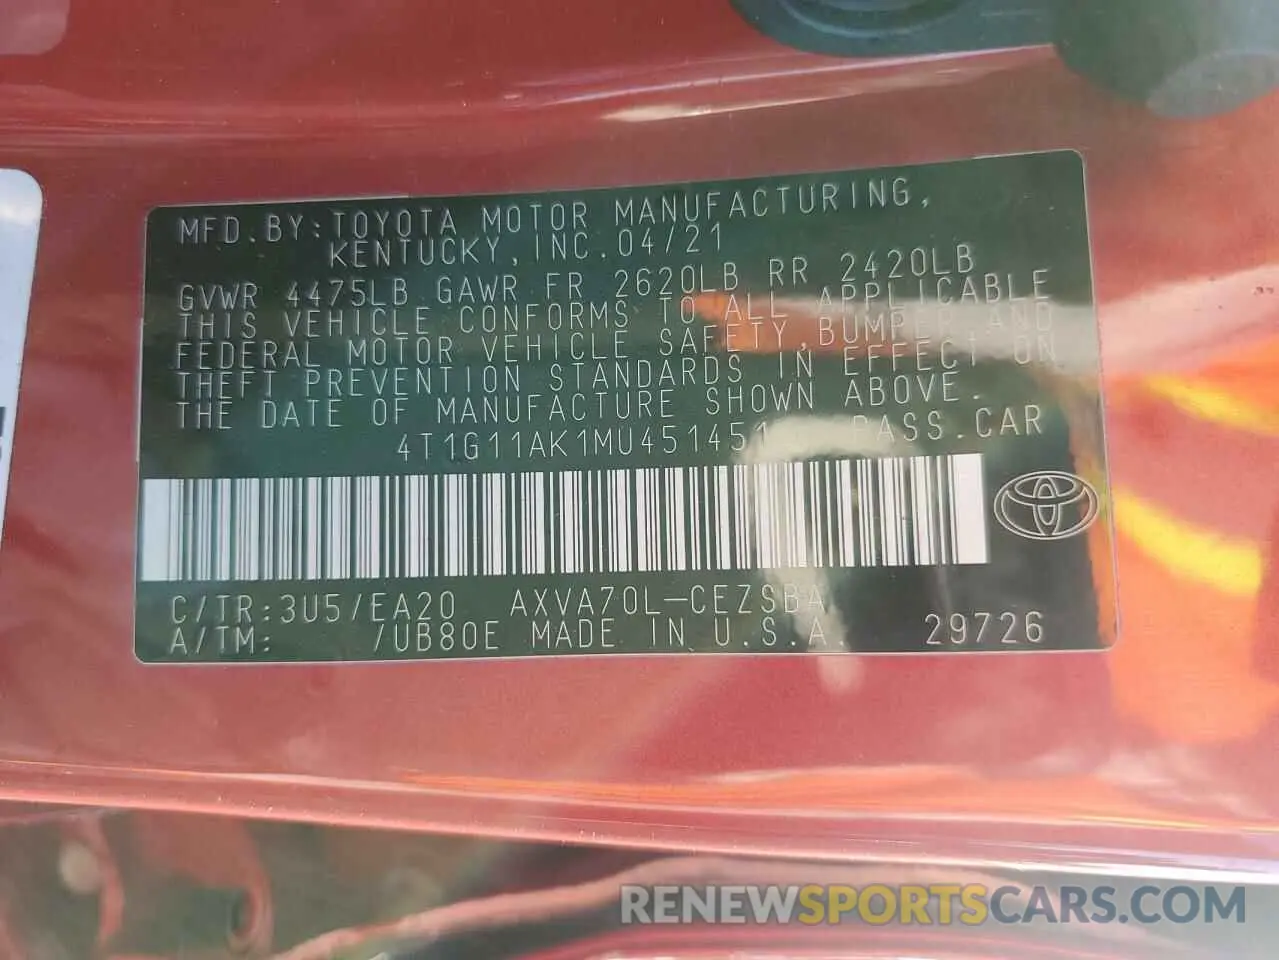 MFD.BY:TOYOTA MOTOR MANUFACTURING,
KENTUCKY,INC.04/21
GVWR 4475LB GAWR FR 2620LB RR 2420LB
THIS VEHICLE CONFORMS TO ALL APPLICABLE
FEDERAL MOTOR VEHICLE SAFETY,BUMPER,AND
THEFT PREVENTION STANDARDS IN EFFECT ON
THE DATE OF MANUFACTURE SHOWN ABOVE.
4T1G11AK1MU451451 PASS.CAR
C/TR:3U5/EA20 AXVA70L-CEZSBA
A/TM: /UB80E MADE IN U.S.A. 29726
RENEWSPORTSCARS.COM